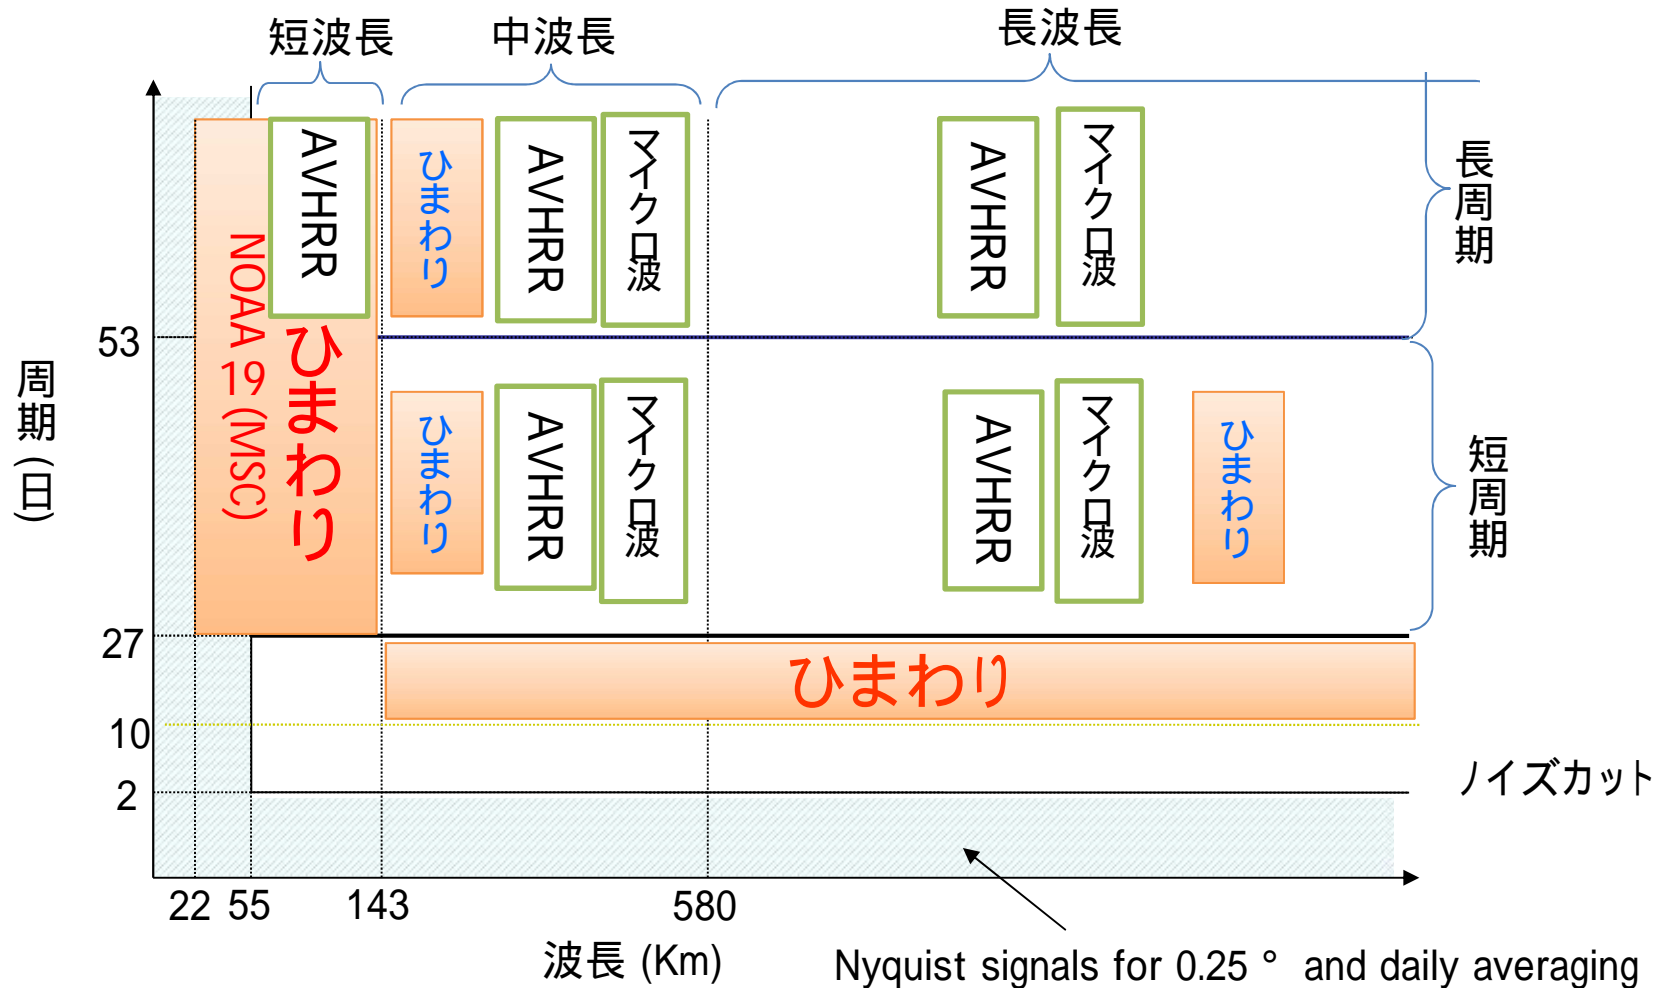 短波長
中波長
長波長
AVHRR
ひまわり
AVHRR
マイクロ波
AVHRR
マイクロ波
長周期
NOAA 19 (MSC)
ひまわり
53
周期(日)
ひまわり
AVHRR
マイクロ波
AVHRR
マイクロ波
ひまわり
短周期
27
ひまわり
10
2
ノイズカット
22 55 143 580
波長 (Km)
Nyquist signals for 0.25 ° and daily averaging